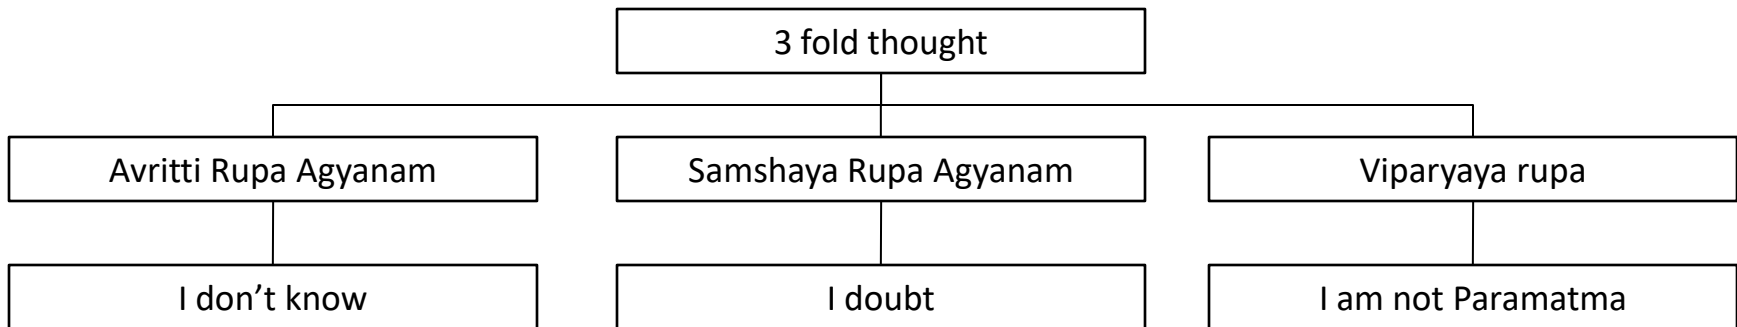 3 fold thought
Avritti Rupa Agyanam
Samshaya Rupa Agyanam
Viparyaya rupa
I don’t know
I doubt
I am not Paramatma